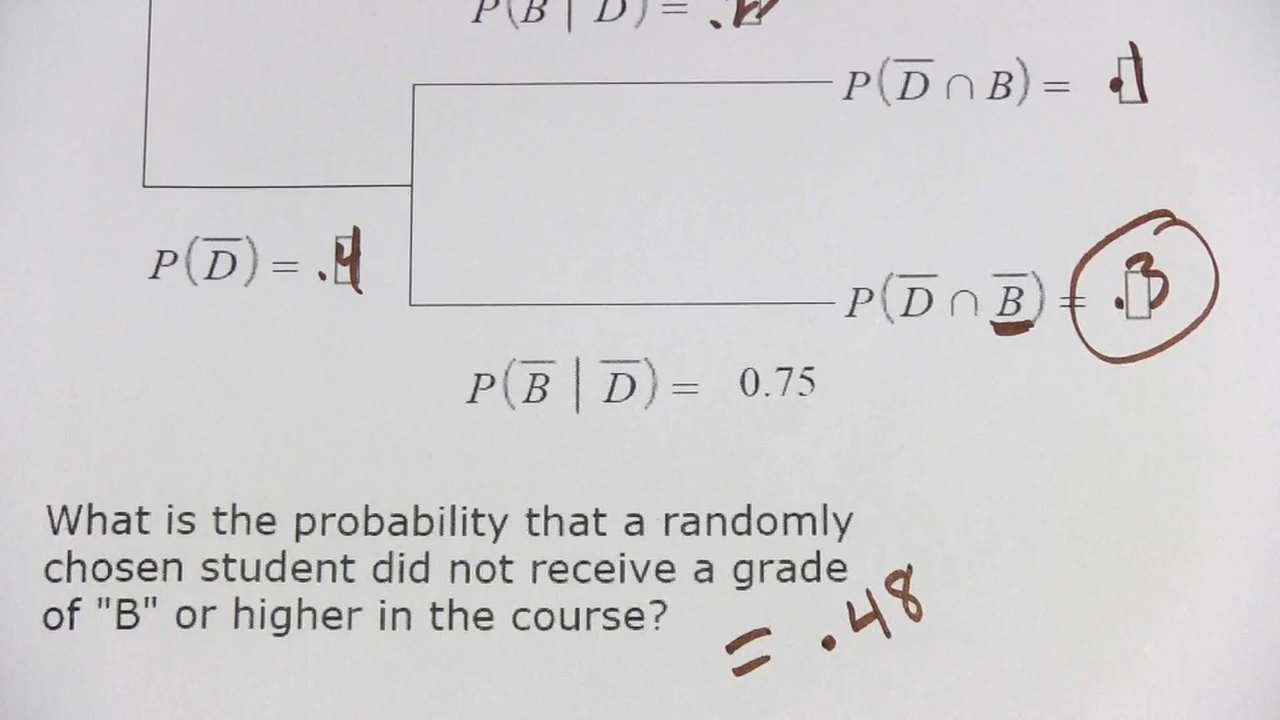 P(B | D) =
P(D̅ ∩ B) = .1
P(D̅) = .4
P(D̅ ∩ B̅) = .3
P(B̅ | D̅) = 0.75
What is the probability that a randomly
chosen student did not receive a grade
of "B" or higher in the course?
= .48